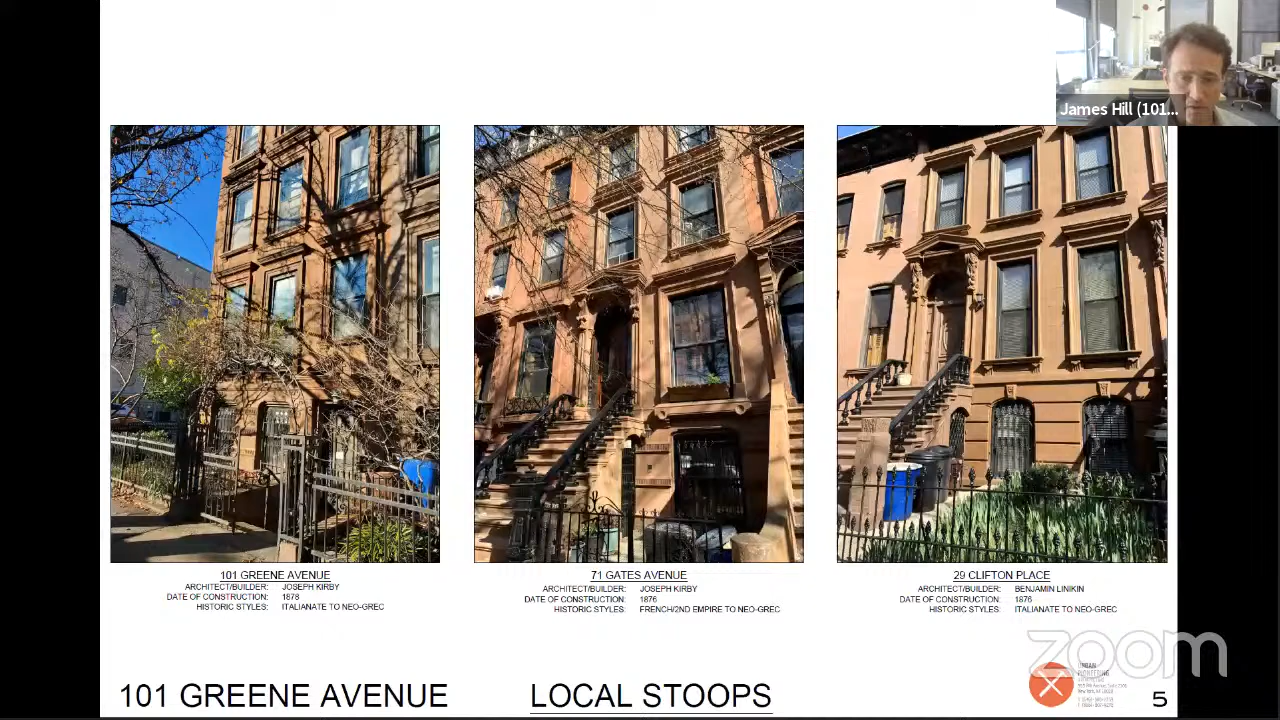 James Hill (101...
101 GREENE AVENUE
ARCHITECT/BUILDER: JOSEPH KIRBY
DATE OF CONSTRUCTION: 1878
HISTORIC STYLES: ITALIANATE TO NEO-GREC
71 GATES AVENUE
ARCHITECT/BUILDER: JOSEPH KIRBY
DATE OF CONSTRUCTION: 1876
HISTORIC STYLES: FRENCH/2ND EMPIRE TO NEO-GREC
29 CLIFTON PLACE
ARCHITECT/BUILDER: BENJAMIN LINIKIN
DATE OF CONSTRUCTION: 1876
HISTORIC STYLES: ITALIANATE TO NEO-GREC
zoom
URBAN
PIONEERING
101 GREENE AVENUE
LOCAL STOOPS
5